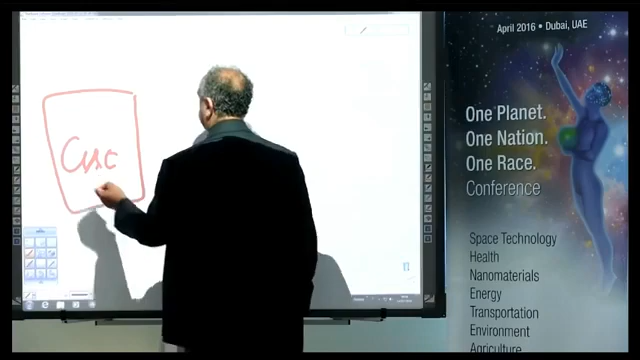 April 2016 • Dubai, UAE
One Planet.
One Nation.
One Race.
Conference
Space Technology
Health
Nanomaterials
Energy
Transportation
Environment
Agriculture